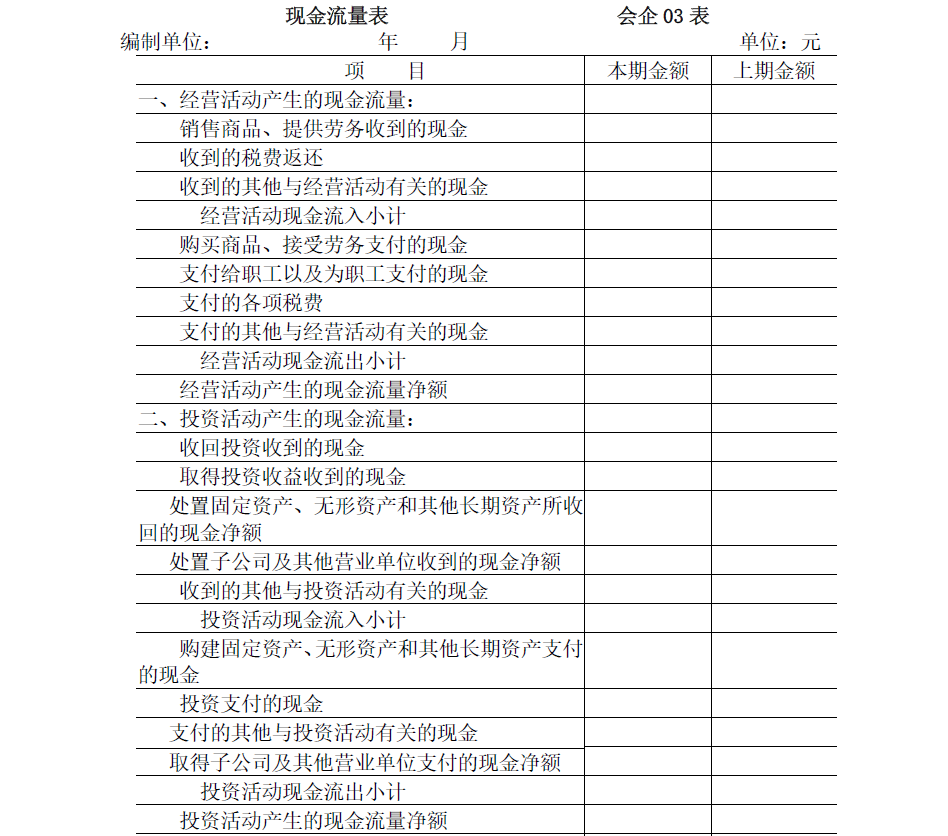 现金流量表 会企 03 表
编制单位： 年 月 单位：元
项 目 本期金额 上期金额
一、经营活动产生的现金流量：
销售商品、提供劳务收到的现金
收到的税费返还
收到的其他与经营活动有关的现金
经营活动现金流入小计
购买商品、接受劳务支付的现金
支付给职工以及为职工支付的现金
支付的各项税费
支付的其他与经营活动有关的现金
经营活动现金流出小计
经营活动产生的现金流量净额
二、投资活动产生的现金流量：
收回投资收到的现金
取得投资收益收到的现金
处置固定资产、无形资产和其他长期资产所收
回的现金净额
处置子公司及其他营业单位收到的现金净额
收到的其他与投资活动有关的现金
投资活动现金流入小计
购建固定资产、无形资产和其他长期资产支付
的现金
投资支付的现金
支付的其他与投资活动有关的现金
取得子公司及其他营业单位支付的现金净额
投资活动现金流出小计
投资活动产生的现金流量净额